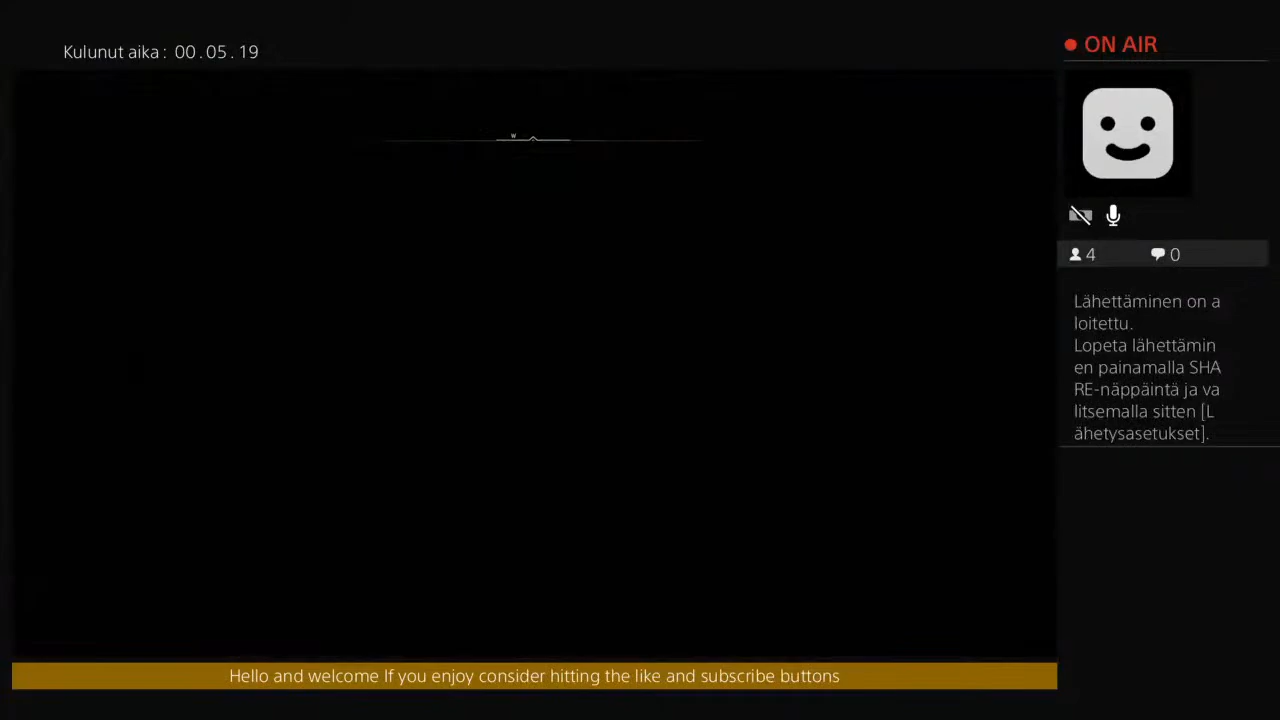 Kulunut aika: 00.05.19
ON AIR
W
4 0
Lähettäminen on a
loitettu.
Lopeta lähettämin
en painamalla SHA
RE-näppäintä ja va
litsemalla sitten [L
ähetysasetukset].
Hello and welcome If you enjoy consider hitting the like and subscribe buttons